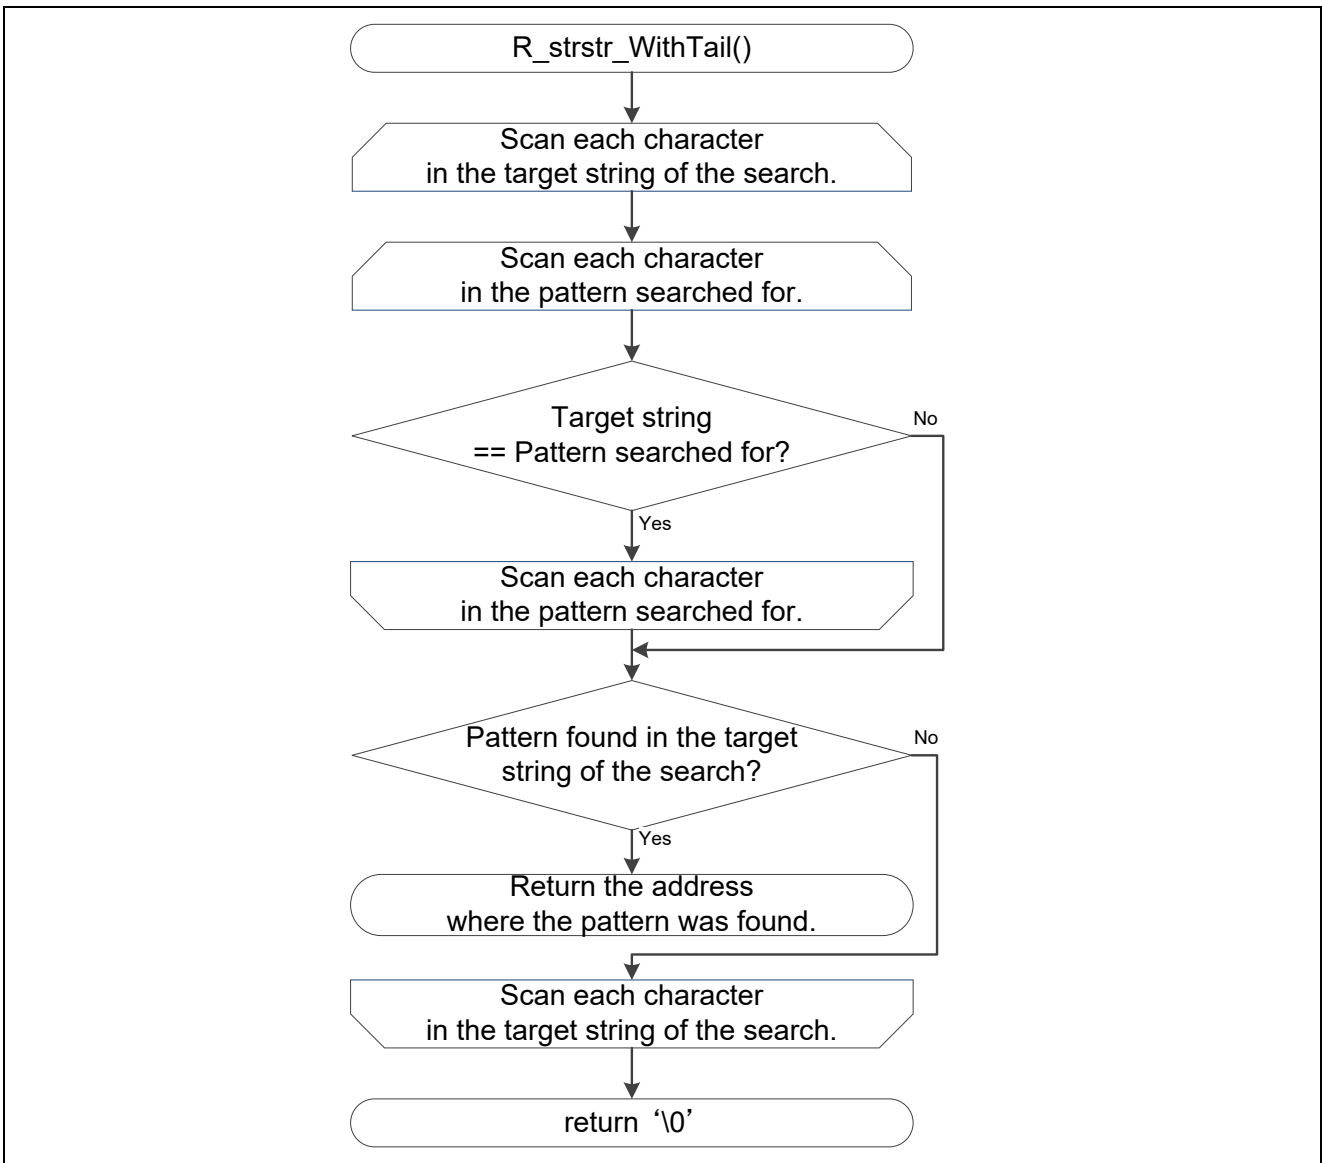 R_strstr_WithTail()
Scan each character
in the target string of the search.
Scan each character
in the pattern searched for.
Target string
== Pattern searched for?
No
Yes
Scan each character
in the pattern searched for.
Pattern found in the target
string of the search?
No
Yes
Return the address
where the pattern was found.
Scan each character
in the target string of the search.
return ‘\0’